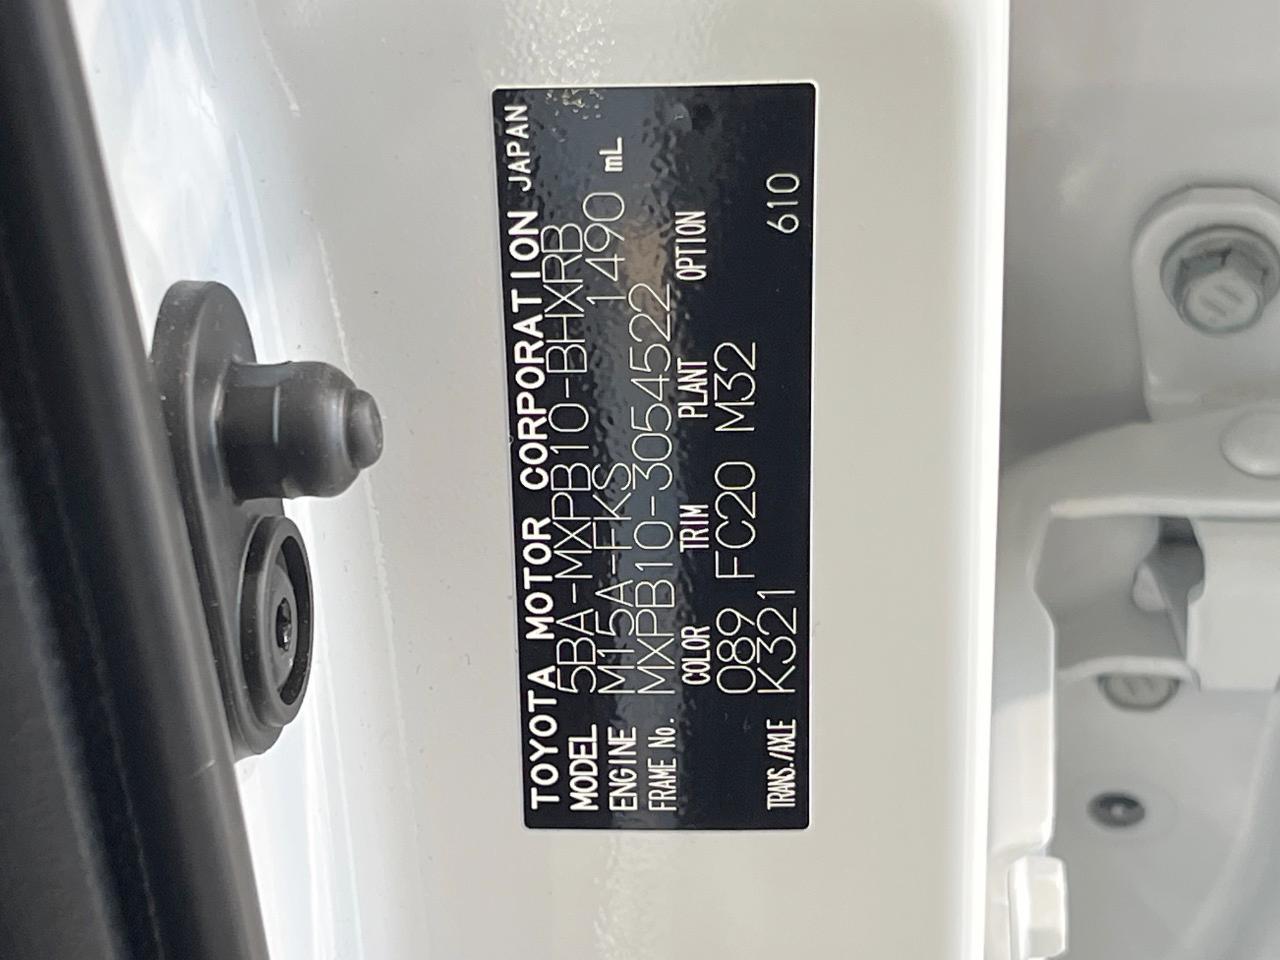 TOYOTA MOTOR CORPORATION JAPAN
MODEL 5BA-MXPB10-BHXRB
ENGINE M15A-FKS 1490 mL
FRAME No. MXPB10-3054522
COLOR TRIM PLANT OPTION
089 FC20 M32
TRANS./AXLE K321 610